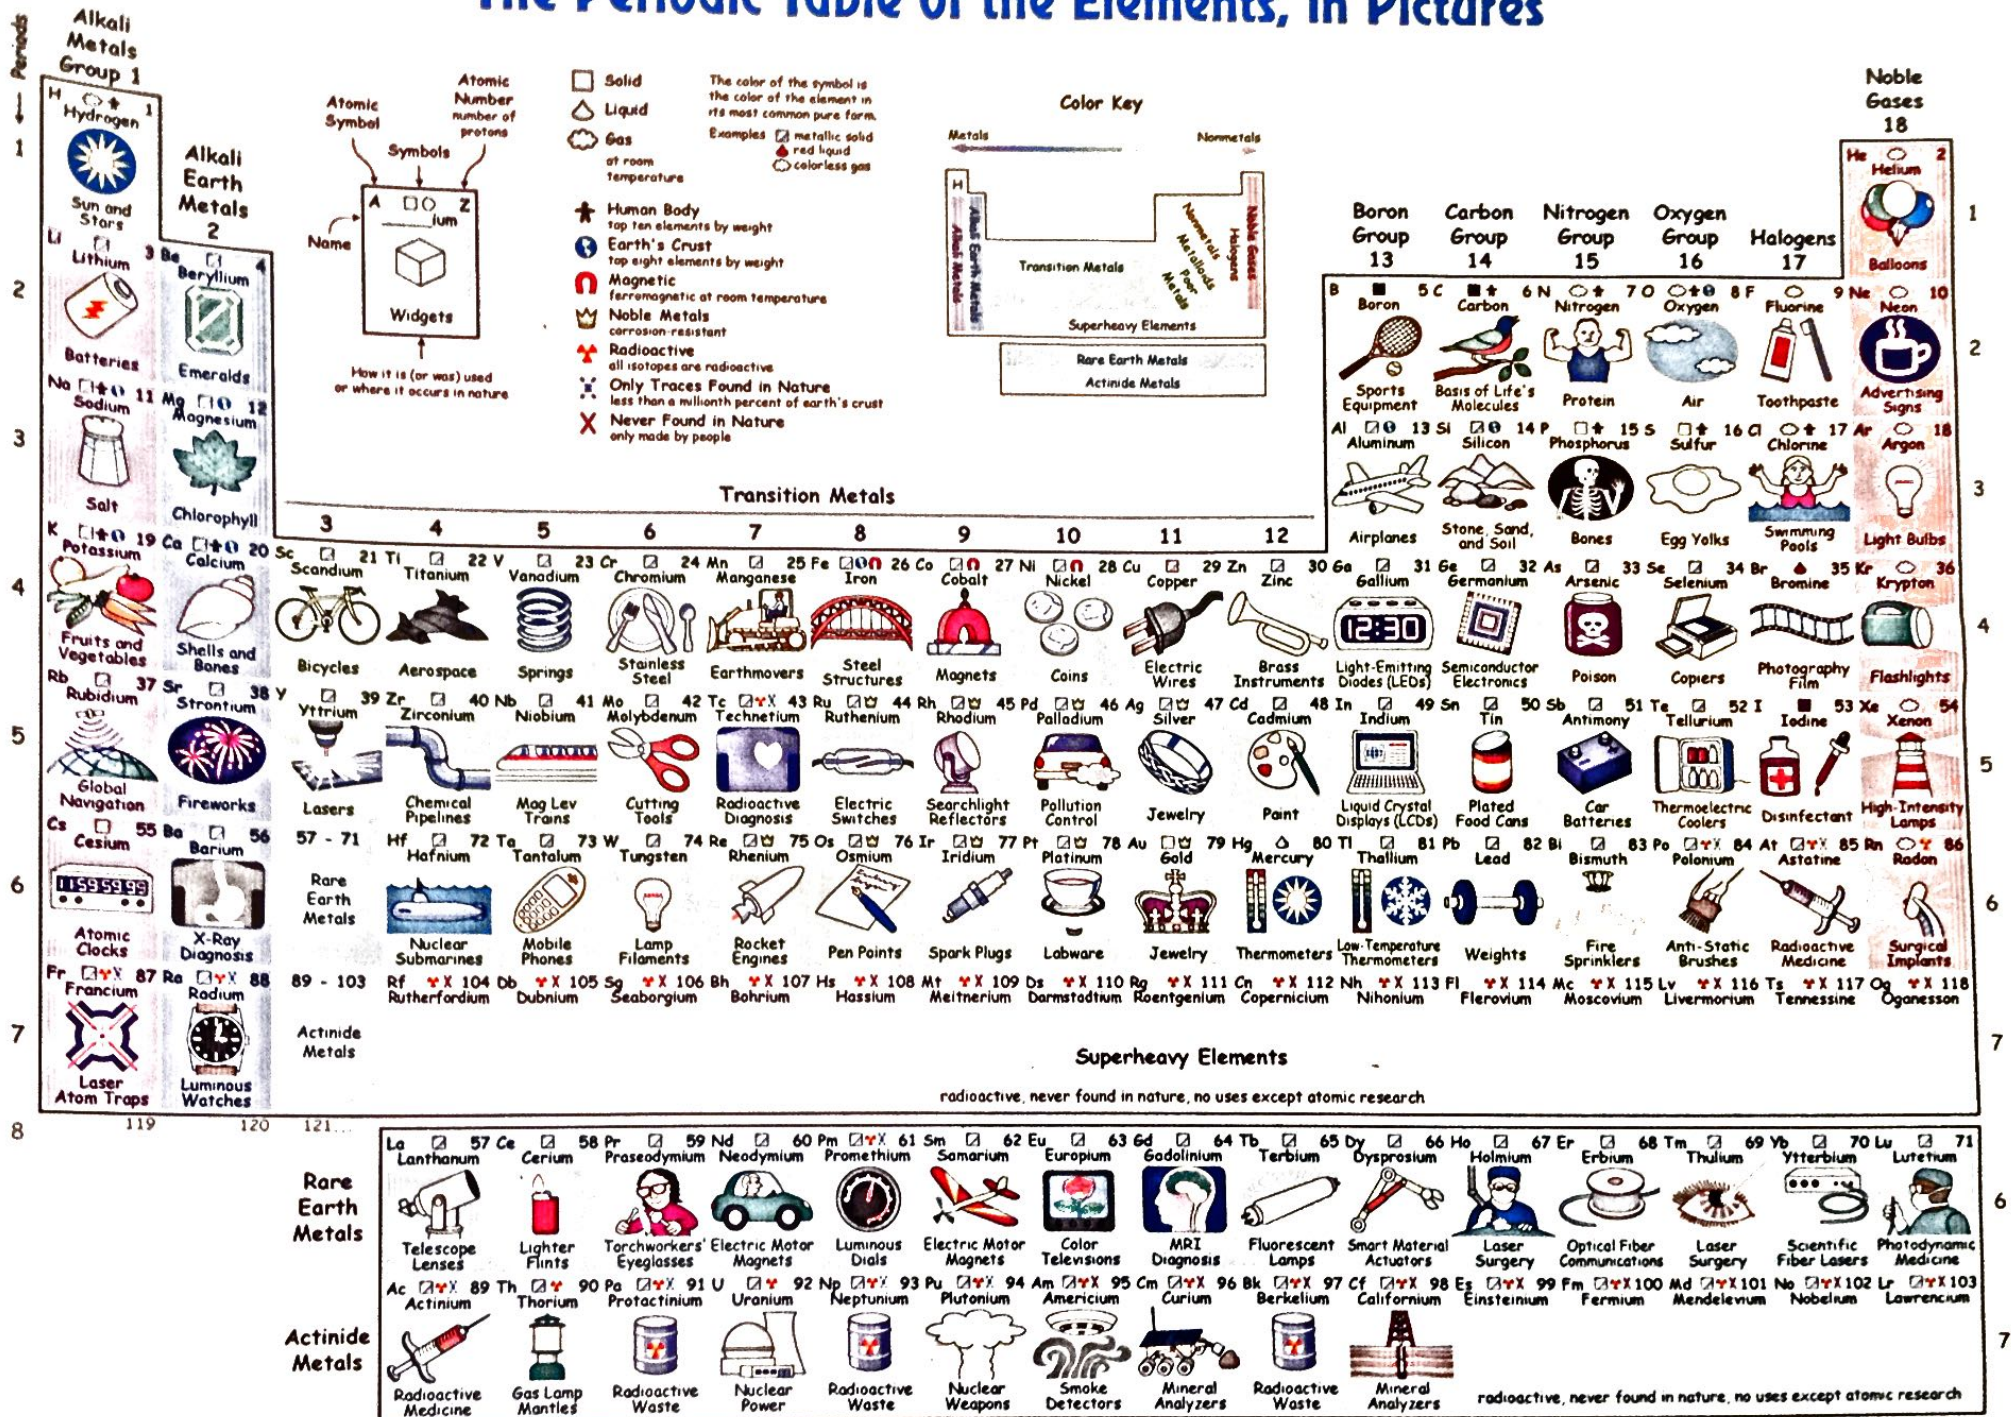 The Periodic Table of the Elements, in Pictures
Periods
Alkali
Metals
Group 1
Alkali
Earth
Metals
2
Atomic
Symbol
Symbols
Atomic
Number
number of
protons
Name
A Z
ium
Widgets
How it is (or was) used
or where it occurs in nature
Solid
Liquid
Gas
at room
temperature
The color of the symbol is
the color of the element in
its most common pure form.
Examples metallic solid
red liquid
colorless gas
Human Body
top ten elements by weight
Earth's Crust
top eight elements by weight
Magnetic
ferromagnetic at room temperature
Noble Metals
corrosion-resistant
Radioactive
all isotopes are radioactive
Only Traces Found in Nature
less than a millionth percent of earth's crust
Never Found in Nature
only made by people
Color Key
Metals Nonmetals
H
Alkali Metals
Alkali Earth Metals
Transition Metals
Nonmetals
Metalloids
Poor
Metals
Halogens
Noble Gases
Superheavy Elements
Rare Earth Metals
Actinide Metals
Boron
Group
13
Carbon
Group
14
Nitrogen
Group
15
Oxygen
Group
16
Halogens
17
Noble
Gases
18
1
H 1
Hydrogen
Sun and
Stars
He 2
Helium
Balloons
1
2
Li 3
Lithium
Batteries
Be 4
Beryllium
Emeralds
B 5
Boron
Sports
Equipment
C 6
Carbon
Basis of Life's
Molecules
N 7
Nitrogen
Protein
O 8
Oxygen
Air
F 9
Fluorine
Toothpaste
Ne 10
Neon
Advertising
Signs
2
3
Na 11
Sodium
Salt
Mg 12
Magnesium
Chlorophyll
Al 13
Aluminum
Airplanes
Si 14
Silicon
Stone, Sand,
and Soil
P 15
Phosphorus
Bones
S 16
Sulfur
Egg Yolks
Cl 17
Chlorine
Swimming
Pools
Ar 18
Argon
Light Bulbs
3
Transition Metals
3 4 5 6 7 8 9 10 11 12
4
K 19
Potassium
Fruits and
Vegetables
Ca 20
Calcium
Shells and
Bones
Sc 21
Scandium
Bicycles
Ti 22
Titanium
Aerospace
V 23
Vanadium
Springs
Cr 24
Chromium
Stainless
Steel
Mn 25
Manganese
Earthmovers
Fe 26
Iron
Steel
Structures
Co 27
Cobalt
Magnets
Ni 28
Nickel
Coins
Cu 29
Copper
Electric
Wires
Zn 30
Zinc
Brass
Instruments
Ga 31
Gallium
12:30
Light-Emitting
Diodes (LEDs)
Ge 32
Germanium
Semiconductor
Electronics
As 33
Arsenic
Poison
Se 34
Selenium
Copiers
Br 35
Bromine
Photography
Film
Kr 36
Krypton
Flashlights
4
5
Rb 37
Rubidium
Global
Navigation
Sr 38
Strontium
Fireworks
Y 39
Yttrium
Lasers
Zr 40
Zirconium
Chemical
Pipelines
Nb 41
Niobium
Mag Lev
Trains
Mo 42
Molybdenum
Cutting
Tools
Tc 43
Technetium
Radioactive
Diagnosis
Ru 44
Ruthenium
Electric
Switches
Rh 45
Rhodium
Searchlight
Reflectors
Pd 46
Palladium
Pollution
Control
Ag 47
Silver
Jewelry
Cd 48
Cadmium
Paint
In 49
Indium
Liquid Crystal
Displays (LCDs)
Sn 50
Tin
Plated
Food Cans
Sb 51
Antimony
Car
Batteries
Te 52
Tellurium
Thermoelectric
Coolers
I 53
Iodine
Disinfectant
Xe 54
Xenon
High-Intensity
Lamps
5
6
Cs 55
Cesium
11:59:59.95
Atomic
Clocks
Ba 56
Barium
X-Ray
Diagnosis
57 - 71
Rare
Earth
Metals
Hf 72
Hafnium
Nuclear
Submarines
Ta 73
Tantalum
Mobile
Phones
W 74
Tungsten
Lamp
Filaments
Re 75
Rhenium
Rocket
Engines
Os 76
Osmium
Pen Points
Ir 77
Iridium
Spark Plugs
Pt 78
Platinum
Labware
Au 79
Gold
Jewelry
Hg 80
Mercury
Thermometers
Tl 81
Thallium
Low-Temperature
Thermometers
Pb 82
Lead
Weights
Bi 83
Bismuth
Fire
Sprinklers
Po 84
Polonium
Anti-Static
Brushes
At 85
Astatine
Radioactive
Medicine
Rn 86
Radon
Surgical
Implants
6
7
Fr 87
Francium
Laser
Atom Traps
Ra 88
Radium
Luminous
Watches
89 - 103
Actinide
Metals
Rf 104
Rutherfordium
Db 105
Dubnium
Sg 106
Seaborgium
Bh 107
Bohrium
Hs 108
Hassium
Mt 109
Meitnerium
Ds 110
Darmstadtium
Rg 111
Roentgenium
Cn 112
Copernicium
Nh 113
Nihonium
Fl 114
Flerovium
Mc 115
Moscovium
Lv 116
Livermorium
Ts 117
Tennessine
Og 118
Oganesson
Superheavy Elements
radioactive, never found in nature, no uses except atomic research
7
8 119 120 121...
Rare
Earth
Metals
La 57
Lanthanum
Telescope
Lenses
Ce 58
Cerium
Lighter
Flints
Pr 59
Praseodymium
Torchworkers'
Eyeglasses
Nd 60
Neodymium
Electric Motor
Magnets
Pm 61
Promethium
Luminous
Dials
Sm 62
Samarium
Electric Motor
Magnets
Eu 63
Europium
Color
Televisions
Gd 64
Gadolinium
MRI
Diagnosis
Tb 65
Terbium
Fluorescent
Lamps
Dy 66
Dysprosium
Smart Material
Actuators
Ho 67
Holmium
Laser
Surgery
Er 68
Erbium
Optical Fiber
Communications
Tm 69
Thulium
Laser
Surgery
Yb 70
Ytterbium
Scientific
Fiber Lasers
Lu 71
Lutetium
Photodynamic
Medicine
6
Actinide
Metals
Ac 89
Actinium
Radioactive
Medicine
Th 90
Thorium
Gas Lamp
Mantles
Pa 91
Protactinium
Radioactive
Waste
U 92
Uranium
Nuclear
Power
Np 93
Neptunium
Radioactive
Waste
Pu 94
Plutonium
Nuclear
Weapons
Am 95
Americium
Smoke
Detectors
Cm 96
Curium
Mineral
Analyzers
Bk 97
Berkelium
Radioactive
Waste
Cf 98
Californium
Mineral
Analyzers
Es 99
Einsteinium
Fm 100
Fermium
Md 101
Mendelevium
No 102
Nobelium
Lr 103
Lawrencium
radioactive, never found in nature, no uses except atomic research
7